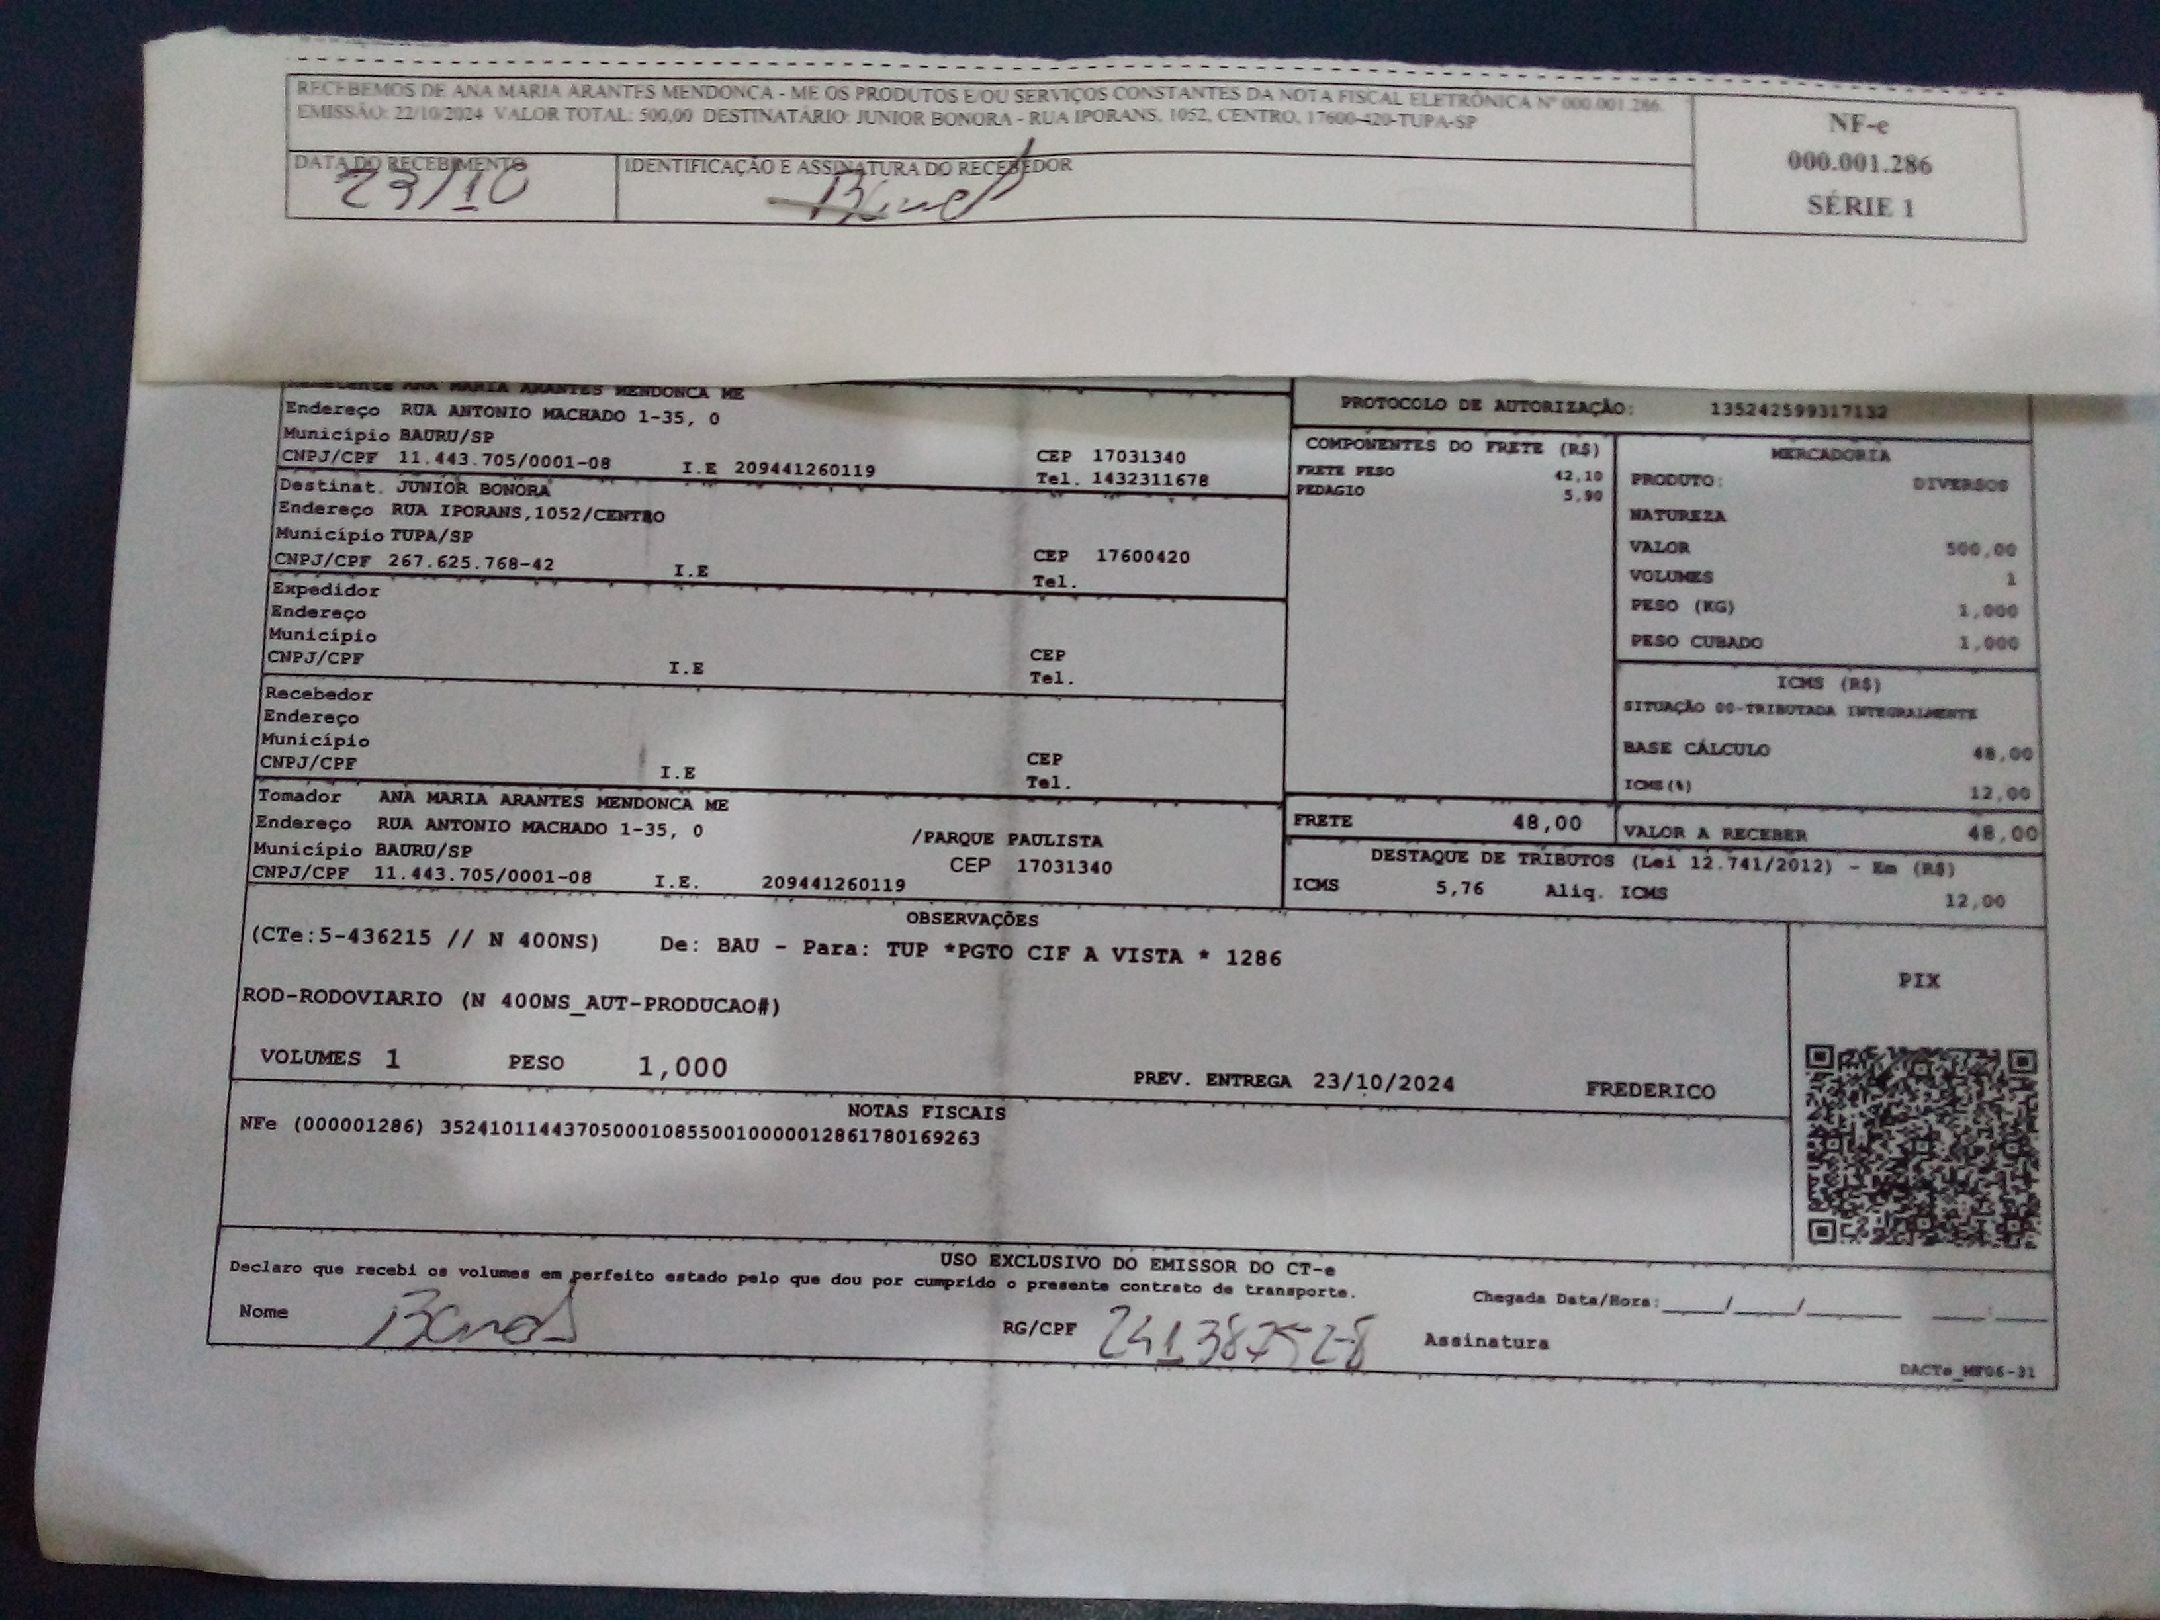 RECEBEMOS DE ANA MARIA ARANTES MENDONCA - ME OS PRODUTOS E/OU SERVIÇOS CONSTANTES DA NOTA FISCAL ELETRÔNICA Nº 000.001.286.
EMISSÃO: 22/10/2024 VALOR TOTAL: 500,00 DESTINATÁRIO: JUNIOR BONORA - RUA IPORANS, 1052, CENTRO, 17600-420-TUPA-SP
NF-e
000.001.286
SÉRIE 1
DATA DO RECEBIMENTO
23/10
IDENTIFICAÇÃO E ASSINATURA DO RECEBEDOR
Remetente ANA MARIA ARANTES MENDONCA ME
Endereço RUA ANTONIO MACHADO 1-35, 0
Município BAURU/SP
CNPJ/CPF 11.443.705/0001-08 I.E 209441260119
CEP 17031340
Tel. 1432311678
Destinat. JUNIOR BONORA
Endereço RUA IPORANS,1052/CENTRO
Município TUPA/SP
CNPJ/CPF 267.625.768-42 I.E
CEP 17600420
Tel.
Expedidor
Endereço
Município
CNPJ/CPF I.E
CEP
Tel.
Recebedor
Endereço
Município
CNPJ/CPF I.E
CEP
Tel.
Tomador ANA MARIA ARANTES MENDONCA ME
Endereço RUA ANTONIO MACHADO 1-35, 0 /PARQUE PAULISTA
Município BAURU/SP CEP 17031340
CNPJ/CPF 11.443.705/0001-08 I.E. 209441260119
PROTOCOLO DE AUTORIZAÇÃO: 135242599317132
COMPONENTES DO FRETE (R$)
FRETE PESO 42,10
PEDAGIO 5,90
MERCADORIA
PRODUTO: DIVERSOS
NATUREZA
VALOR 500,00
VOLUMES 1
PESO (KG) 1,000
PESO CUBADO 1,000
ICMS (R$)
SITUAÇÃO 00-TRIBUTADA INTEGRALMENTE
BASE CÁLCULO 48,00
ICMS(%) 12,00
FRETE 48,00
VALOR A RECEBER 48,00
DESTAQUE DE TRIBUTOS (Lei 12.741/2012) - Em (R$)
ICMS 5,76 Aliq. ICMS 12,00
OBSERVAÇÕES
(CTe:5-436215 // N 400NS) De: BAU - Para: TUP *PGTO CIF A VISTA * 1286
ROD-RODOVIARIO (N 400NS_AUT-PRODUCAO#)
VOLUMES 1 PESO 1,000
PREV. ENTREGA 23/10/2024 FREDERICO
PIX
NOTAS FISCAIS
NFe (000001286) 35241011443705000108550010000012861780169263
USO EXCLUSIVO DO EMISSOR DO CT-e
Declaro que recebi os volumes em perfeito estado pelo que dou por cumprido o presente contrato de transporte.
Chegada Data/Hora:_____/_____/_______ ____:____
Nome
RG/CPF
Assinatura
DACTe_MF06-31